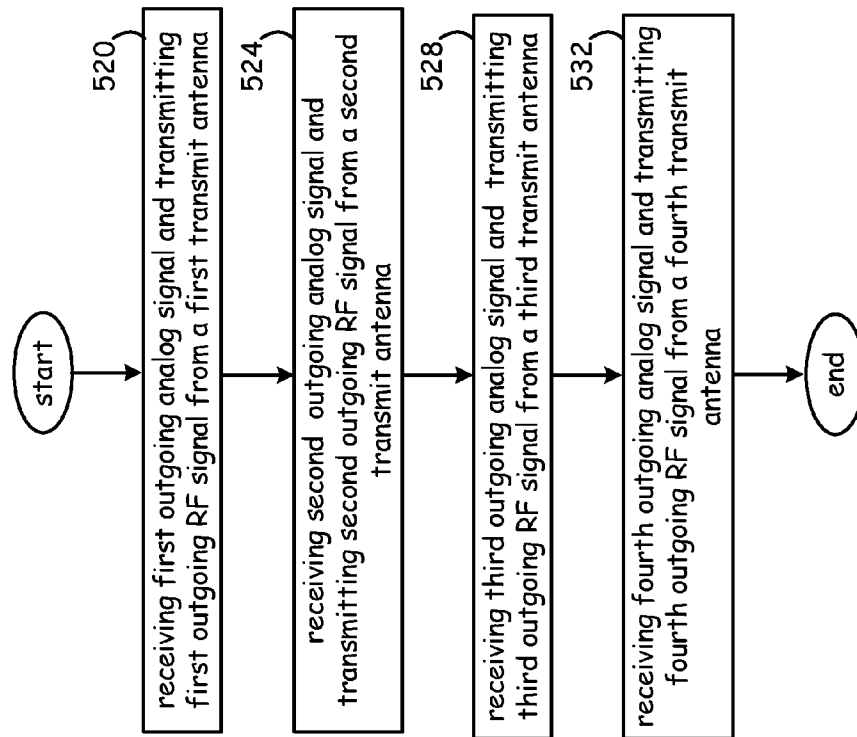 start
520
receiving first outgoing analog signal and transmitting
first outgoing RF signal from a first transmit antenna
524
receiving second outgoing analog signal and
transmitting second outgoing RF signal from a second
transmit antenna
528
receiving third outgoing analog signal and transmitting
third outgoing RF signal from a third transmit antenna
532
receiving fourth outgoing analog signal and transmitting
fourth outgoing RF signal from a fourth transmit
antenna
end